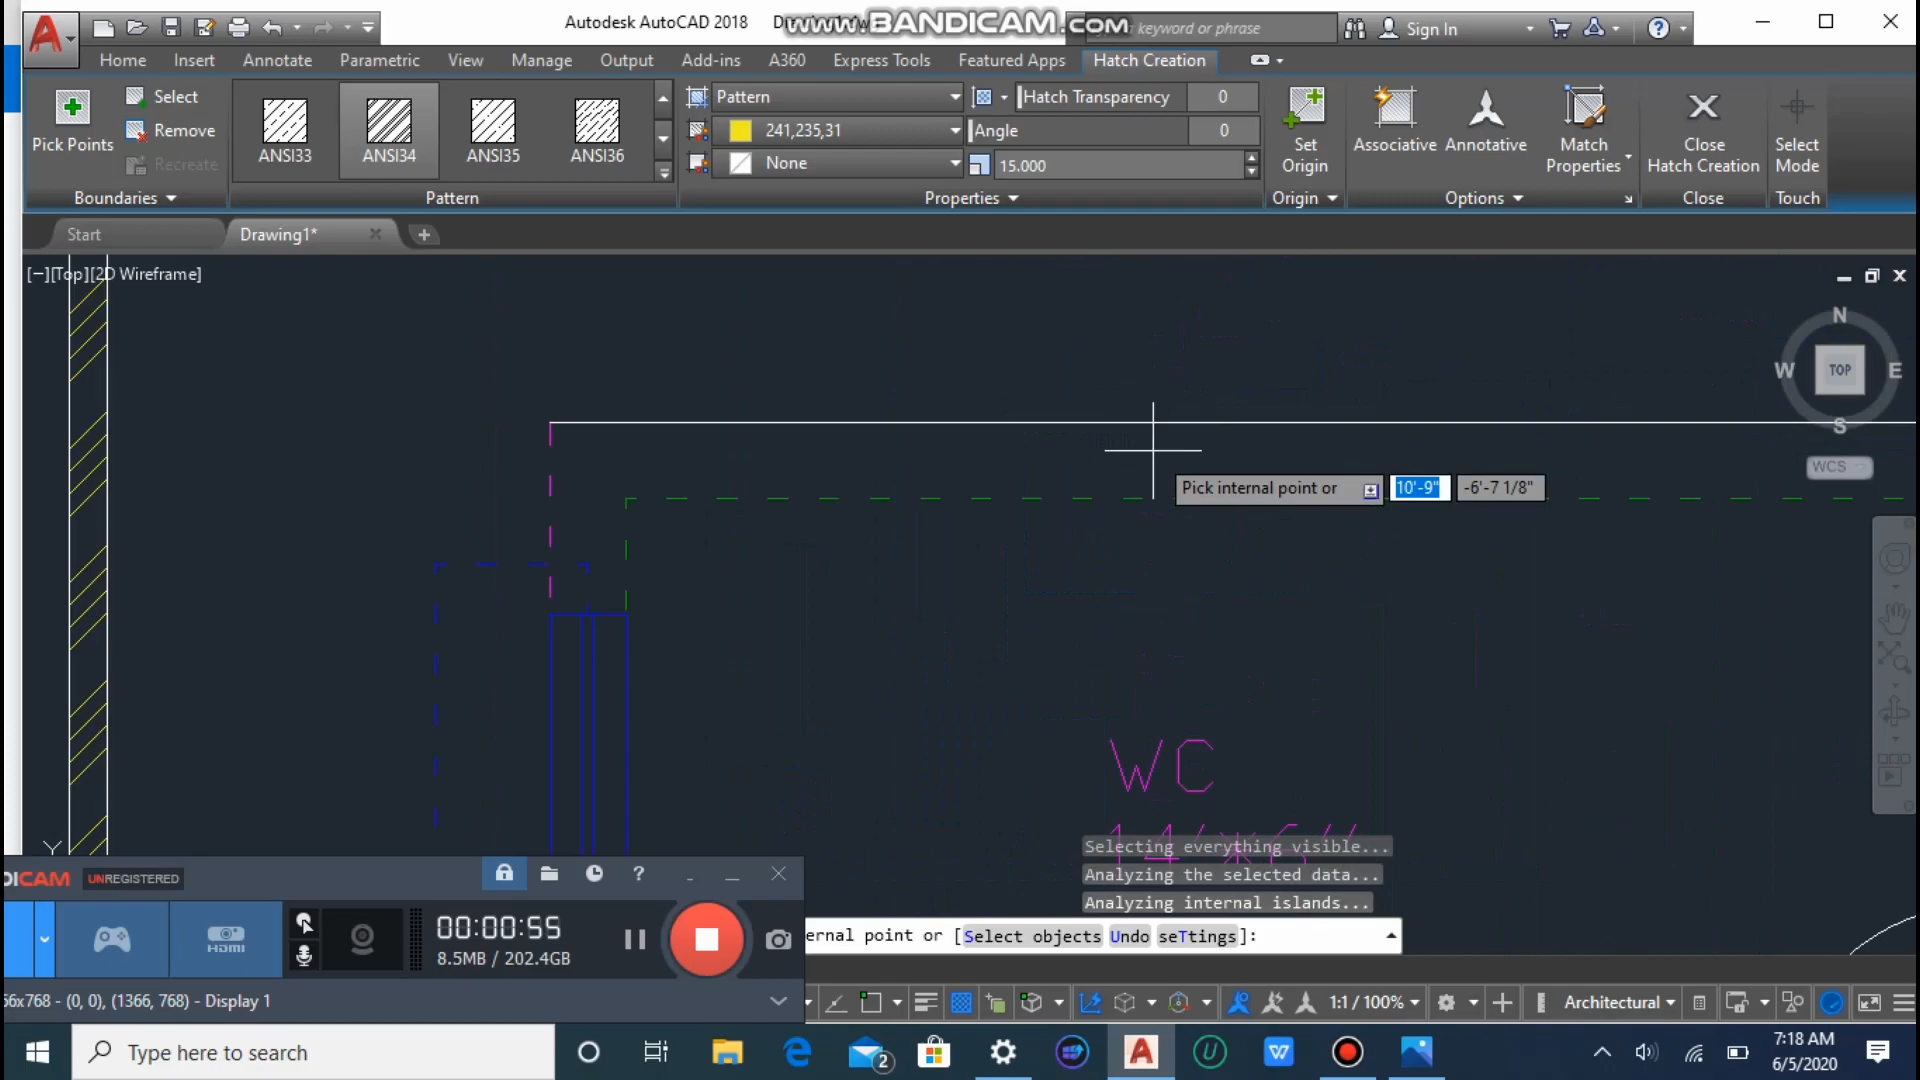 Autodesk AutoCAD 2018
www.BANDICAM.com
keyword or phrase
Sign In
Home Insert Annotate Parametric View Manage Output Add-ins A360 Express Tools Featured Apps Hatch Creation
Pick Points
Select
Remove
Recreate
ANSI33
ANSI34
ANSI35
ANSI36
Pattern
241,235,31
None
Hatch Transparency 0
Angle 0
15.000
Set Origin
Associative
Annotative
Match Properties
Close Hatch Creation
Select Mode
Boundaries
Pattern
Properties
Origin
Options
Close
Touch
Start
Drawing1*
[−][Top][2D Wireframe]
N
W
TOP
E
S
WCS
Pick internal point or
10'-9"
-6'-7 1/8"
WC
Selecting everything visible...
Analyzing the selected data...
Analyzing internal islands...
ernal point or [Select objects Undo seTtings]:
Y
DICAM UNREGISTERED
?
00:00:55
8.5MB / 202.4GB
HDMI
66x768 - (0, 0), (1366, 768) - Display 1
1:1 / 100%
Architectural
Type here to search
2
7:18 AM
6/5/2020